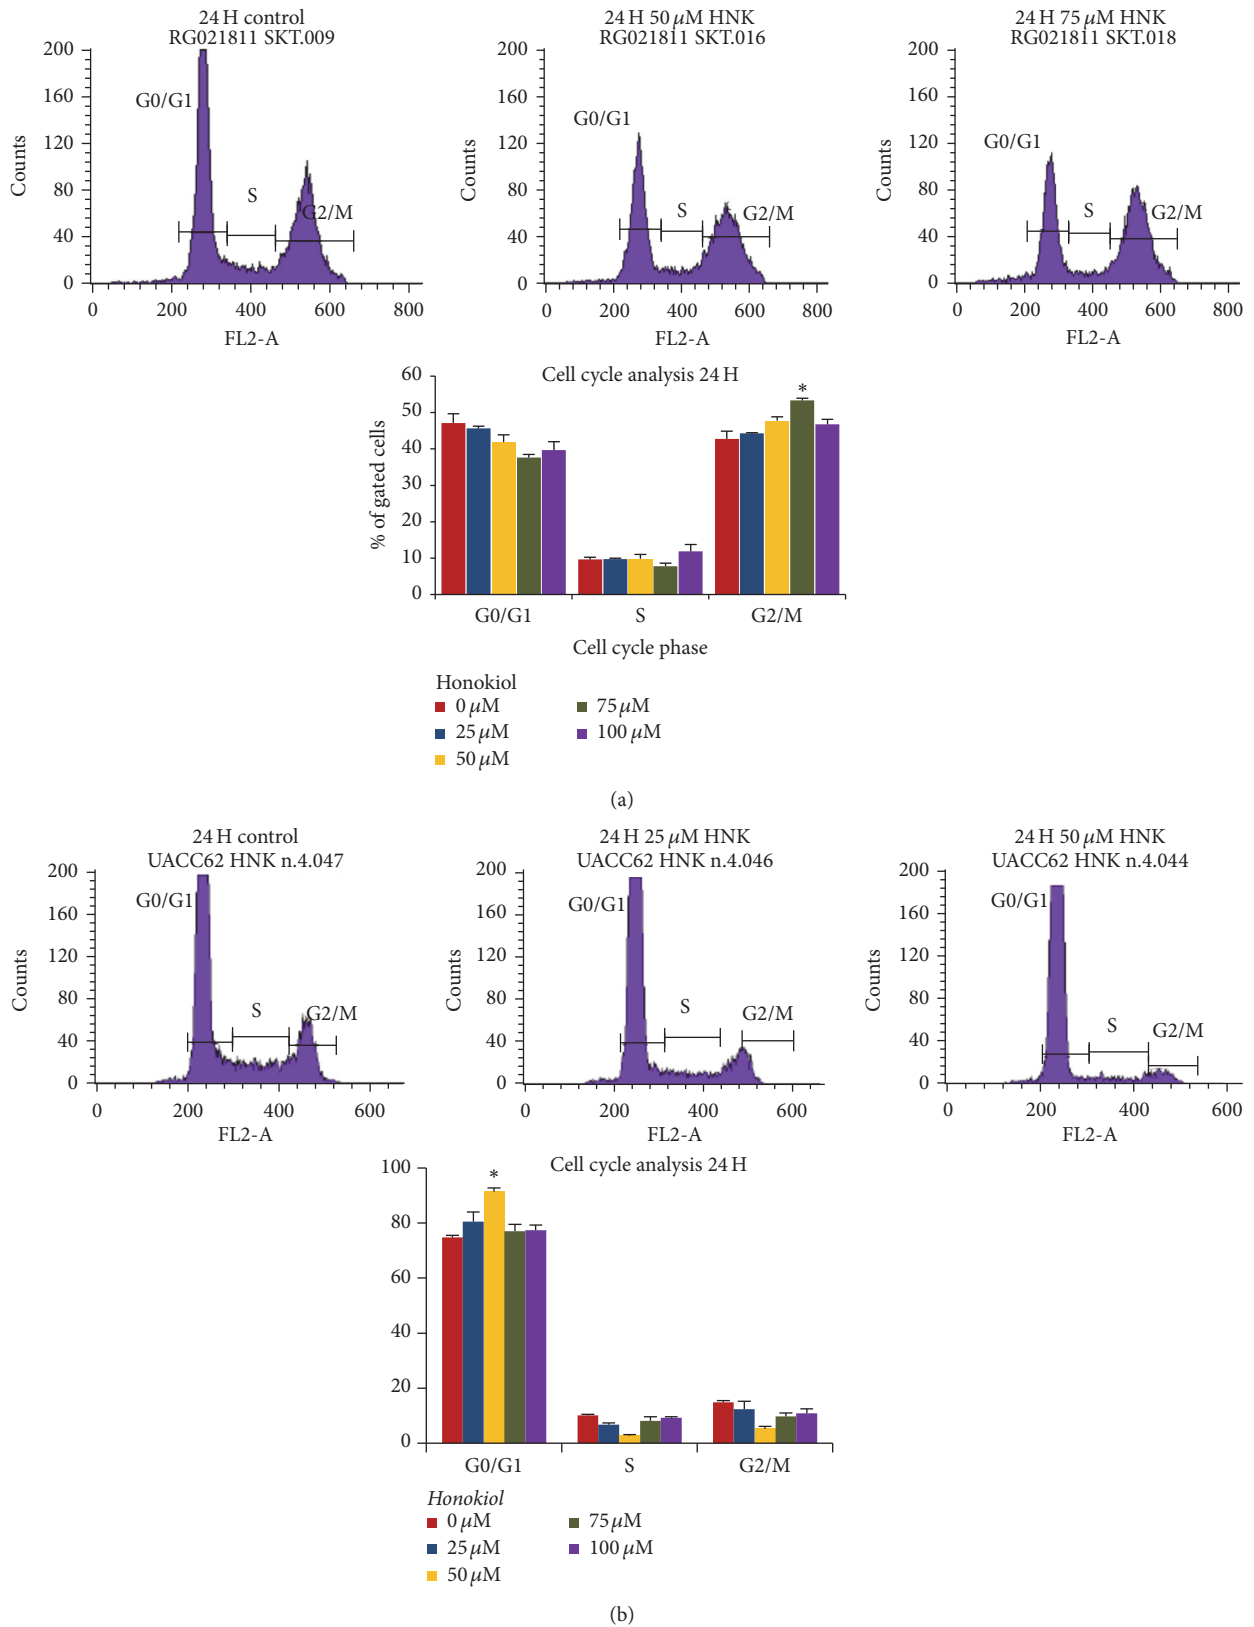 24 H control
RG021811 SKT.009
200
160
120
80
40
0
Counts
G0/G1
S
G2/M
0 200 400 600 800
FL2-A
24 H 50 μM HNK
RG021811 SKT.016
200
160
120
80
40
0
Counts
G0/G1
S
G2/M
0 200 400 600 800
FL2-A
24 H 75 μM HNK
RG021811 SKT.018
200
160
120
80
40
0
Counts
G0/G1
S
G2/M
0 200 400 600 800
FL2-A
Cell cycle analysis 24 H
60
50
40
30
20
10
0
% of gated cells
*
G0/G1 S G2/M
Cell cycle phase
Honokiol
0 μM
25 μM
50 μM
75 μM
100 μM
(a)
24 H control
UACC62 HNK n.4.047
200
160
120
80
40
0
Counts
G0/G1
S
G2/M
0 200 400 600
FL2-A
24 H 25 μM HNK
UACC62 HNK n.4.046
200
160
120
80
40
0
Counts
G0/G1
S
G2/M
0 200 400 600
FL2-A
24 H 50 μM HNK
UACC62 HNK n.4.044
200
160
120
80
40
0
Counts
G0/G1
S
G2/M
0 200 400 600
FL2-A
Cell cycle analysis 24 H
100
80
60
40
20
0
*
G0/G1 S G2/M
Honokiol
0 μM
25 μM
50 μM
75 μM
100 μM
(b)